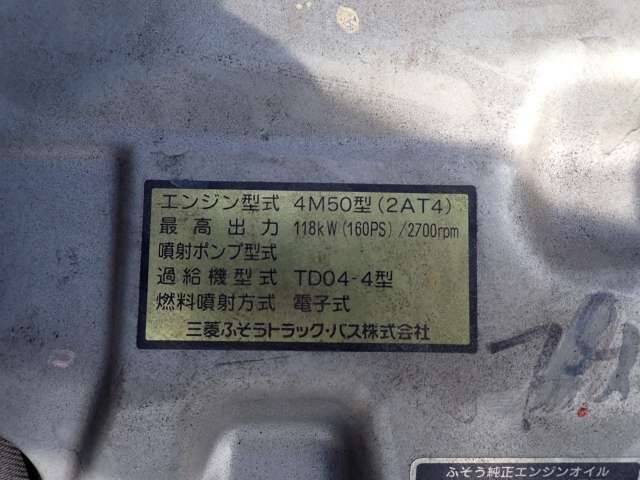 エンジン型式 4M50型(2AT4)
最高出力 118kW(160PS)/2700rpm
噴射ポンプ型式
過給機型式 TD04-4型
燃料噴射方式 電子式
三菱ふそうトラック・バス株式会社
ふそう純正エンジンオイル